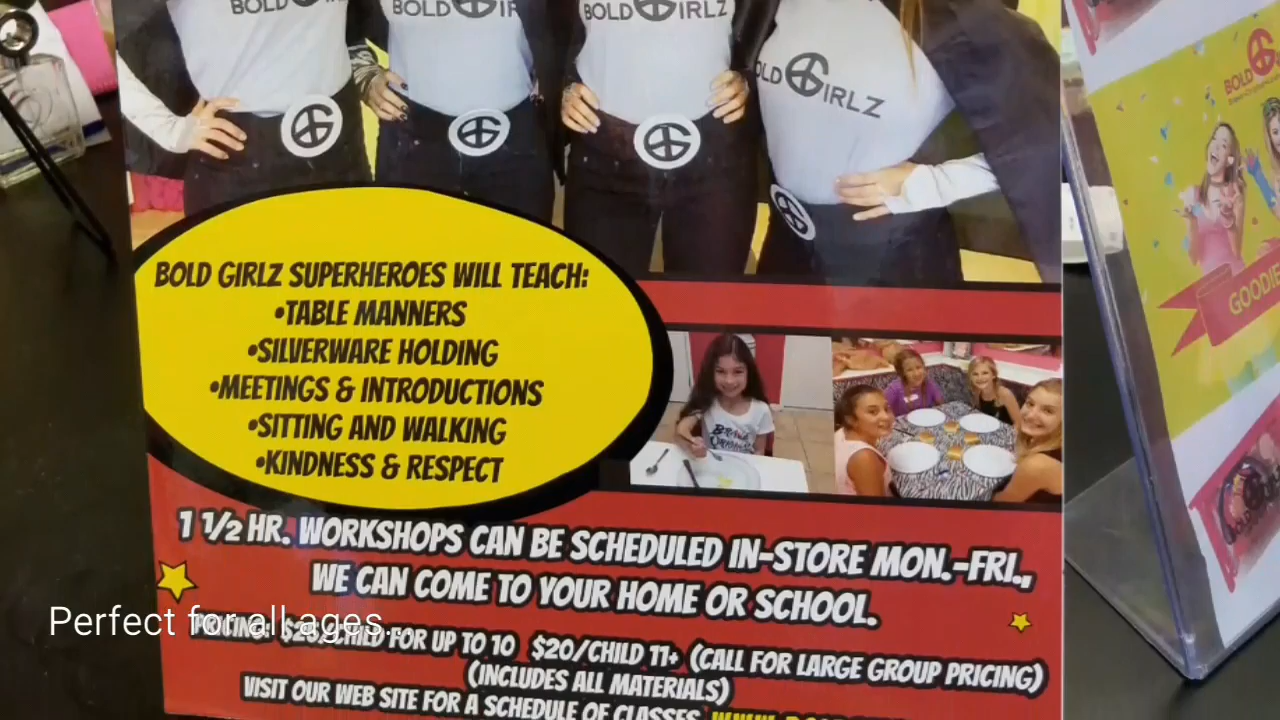 BOLD GIRLZ
BOLD GIRLZ
BOLD GIRLZ
BOLD GIRLZ SUPERHEROES WILL TEACH:
•TABLE MANNERS
•SILVERWARE HOLDING
•MEETINGS & INTRODUCTIONS
•SITTING AND WALKING
•KINDNESS & RESPECT
1 1/2 HR. WORKSHOPS CAN BE SCHEDULED IN-STORE MON.-FRI.,
WE CAN COME TO YOUR HOME OR SCHOOL.
Perfect for all ages...
PRICING: /CHILD FOR UP TO 10 $20/CHILD 11+ (CALL FOR LARGE GROUP PRICING)
(INCLUDES ALL MATERIALS)
VISIT OUR WEB SITE FOR A SCHEDULE OF CLASSES
BOLD